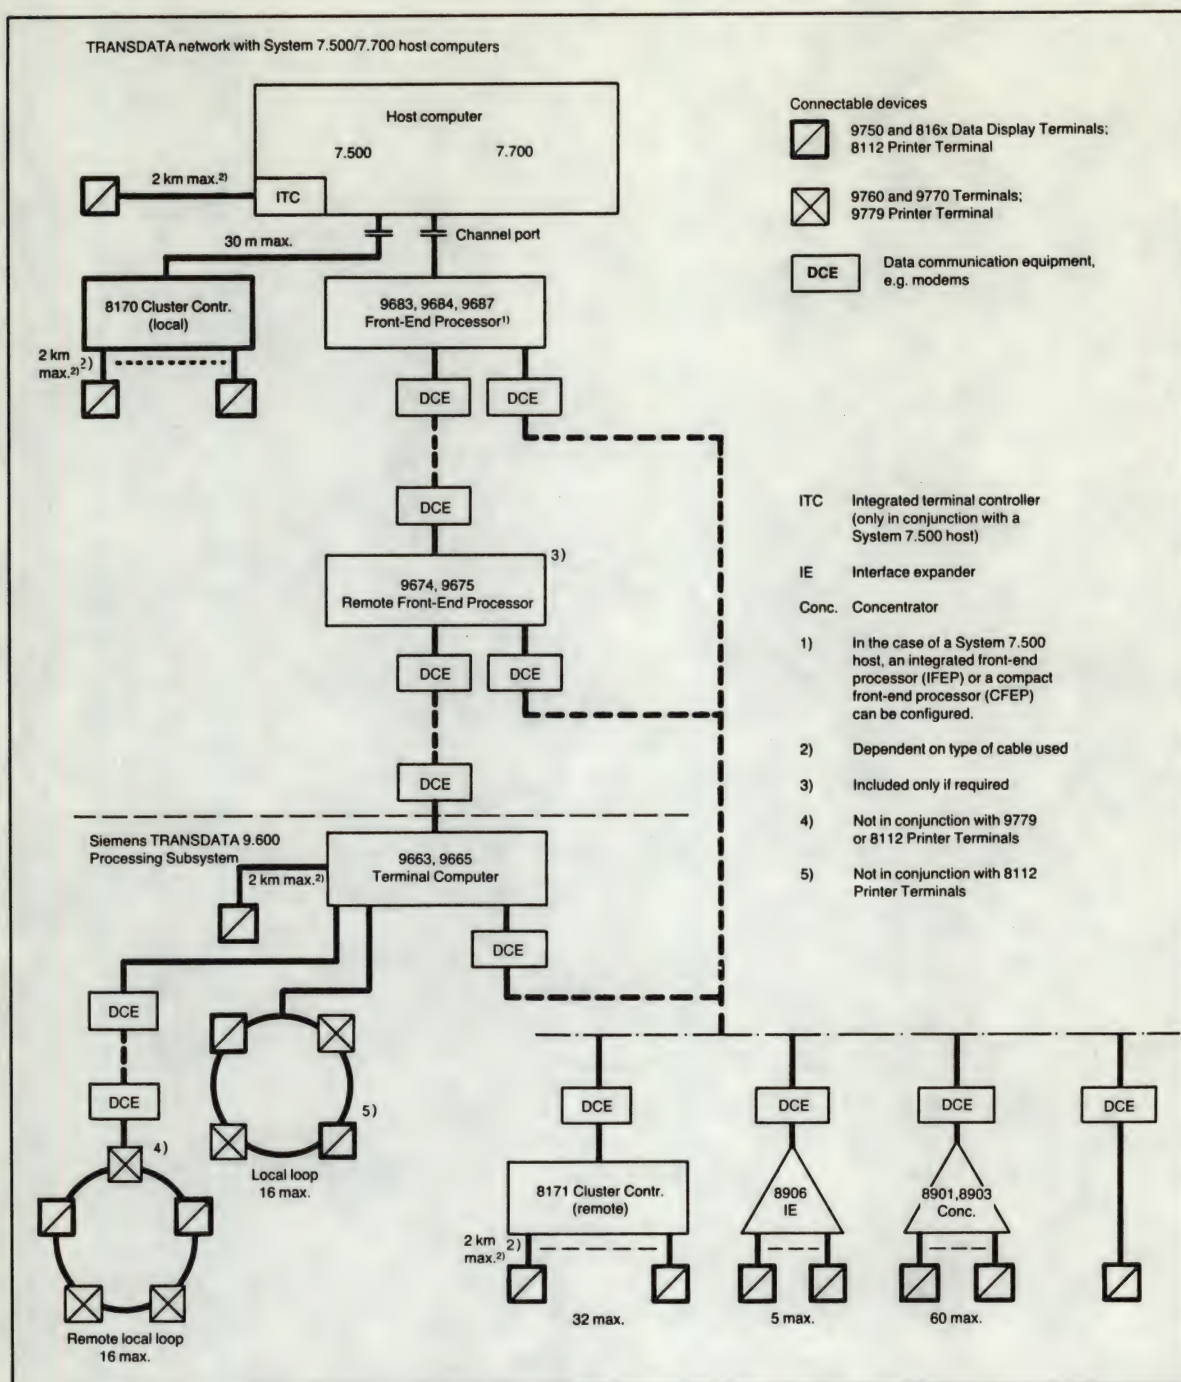 TRANSDATA network with System 7.500/7.700 host computers
Host computer
7.500 7.700
ITC
2 km max.²⁾
30 m max.
Channel port
8170 Cluster Contr.
(local)
2 km
max.²⁾
2)
9683, 9684, 9687
Front-End Processor¹⁾
DCE
DCE
DCE
3)
9674, 9675
Remote Front-End Processor
DCE
DCE
DCE
Siemens TRANSDATA 9.600
Processing Subsystem
9663, 9665
Terminal Computer
2 km max.²⁾
DCE
DCE
DCE
5)
Local loop
16 max.
4)
Remote local loop
16 max.
DCE
DCE
DCE
DCE
8171 Cluster Contr.
(remote)
2 km
max.²⁾
2)
32 max.
8906
IE
5 max.
8901,8903
Conc.
60 max.
Connectable devices
9750 and 816x Data Display Terminals;
8112 Printer Terminal
9760 and 9770 Terminals;
9779 Printer Terminal
DCE Data communication equipment,
e.g. modems
ITC Integrated terminal controller
(only in conjunction with a
System 7.500 host)
IE Interface expander
Conc. Concentrator
1) In the case of a System 7.500
host, an integrated front-end
processor (IFEP) or a compact
front-end processor (CFEP)
can be configured.
2) Dependent on type of cable used
3) Included only if required
4) Not in conjunction with 9779
or 8112 Printer Terminals
5) Not in conjunction with 8112
Printer Terminals